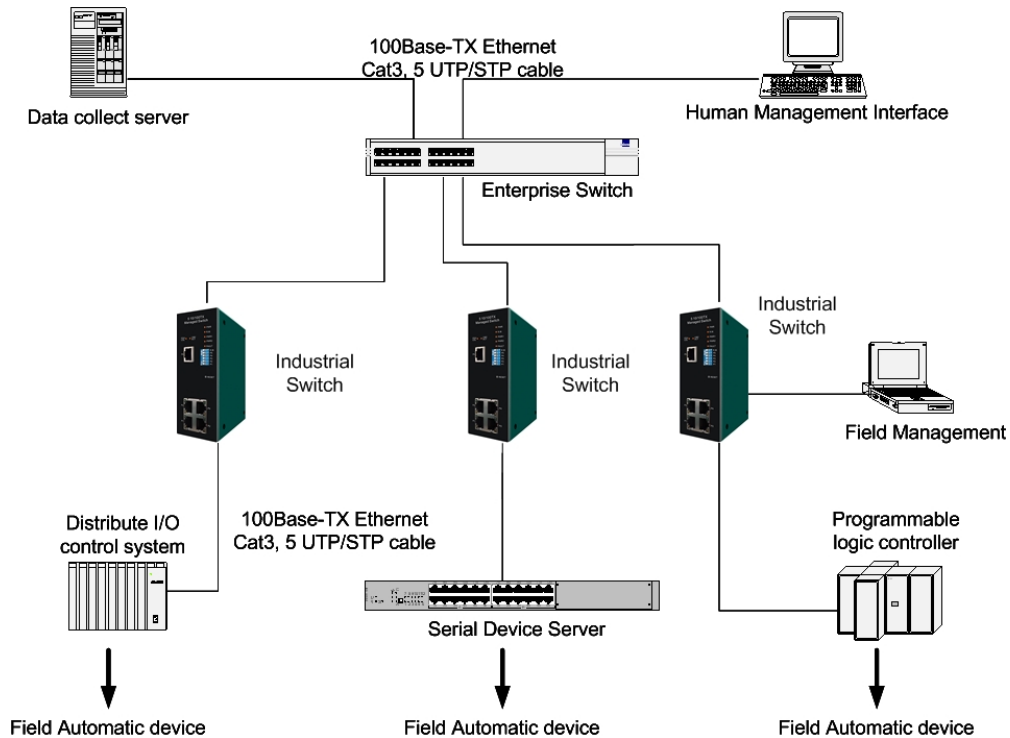 100Base-TX Ethernet
Cat3, 5 UTP/STP cable
Data collect server
Human Management Interface
Enterprise Switch
Industrial
Switch
Industrial
Switch
Industrial
Switch
Field Management
Distribute I/O
control system
100Base-TX Ethernet
Cat3, 5 UTP/STP cable
Programmable
logic controller
Serial Device Server
Field Automatic device
Field Automatic device
Field Automatic device